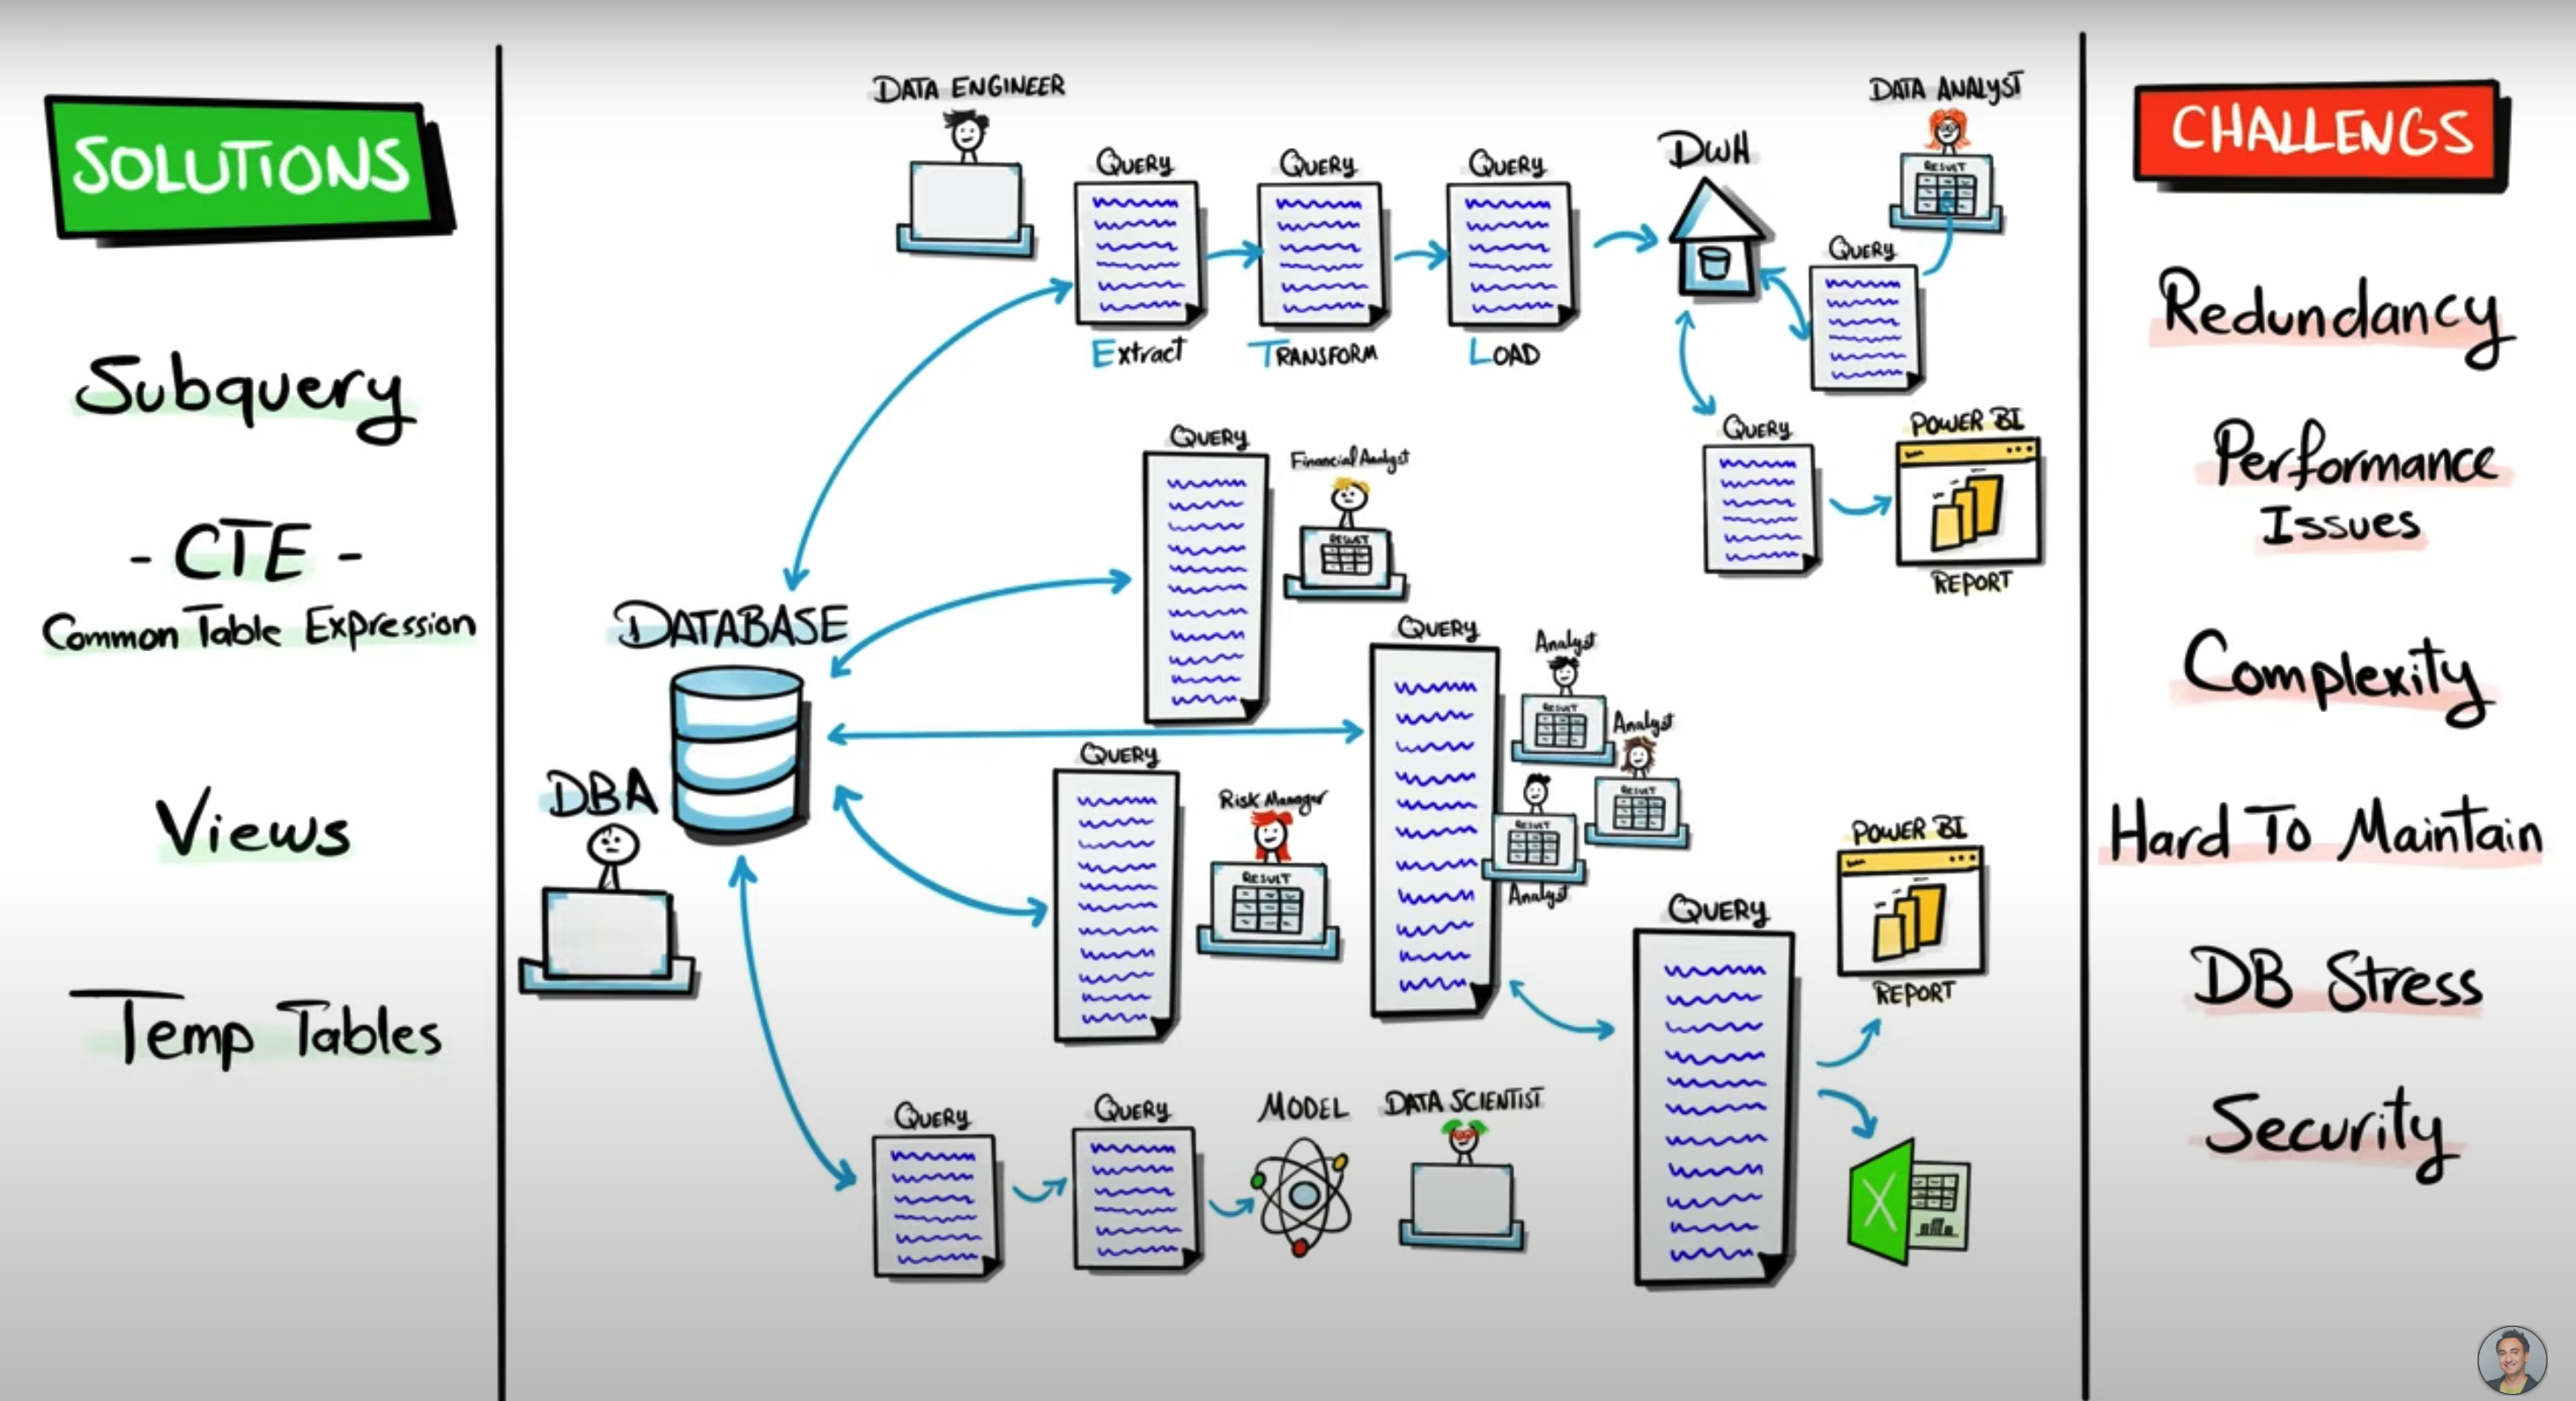 SOLUTIONS
Subquery
- CTE -
Common Table Expression
Views
Temp Tables
DATA ENGINEER
QUERY
Extract
QUERY
TRANSFORM
QUERY
LOAD
DWH
DATA ANALYST
RESULT
QUERY
QUERY
POWER BI
REPORT
QUERY
Financial Analyst
RESULT
DATABASE
DBA
QUERY
Analyst
RESULT
Analyst
RESULT
RESULT
Analyst
QUERY
Risk Manager
RESULT
QUERY
POWER BI
REPORT
X
QUERY
QUERY
MODEL
DATA SCIENTIST
CHALLENGS
Redundancy
Performance
Issues
Complexity
Hard To Maintain
DB Stress
Security